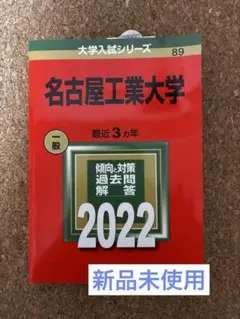 大学入試シリーズ
89
名古屋工業大学
一般
最近3カ年
傾向と対策
過去問
解答
2022
新品未使用